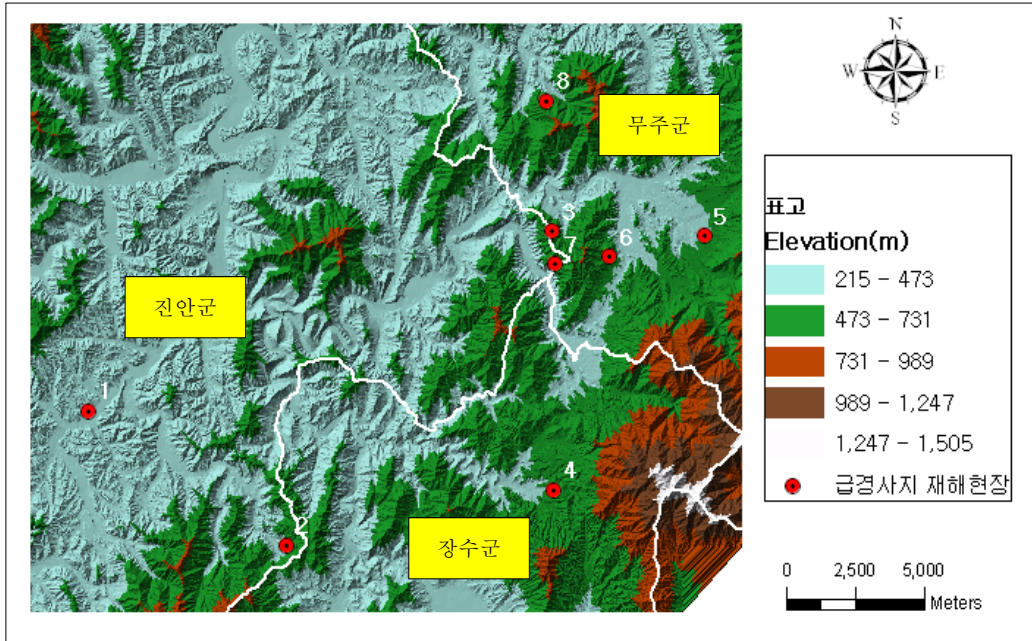 N
W E
S
8
무주군
3
5
7
6
진안군
1
4
2
장수군
표고
Elevation(m)
215 - 473
473 - 731
731 - 989
989 - 1,247
1,247 - 1,505
급경사지 재해현장
0 2,500 5,000
Meters